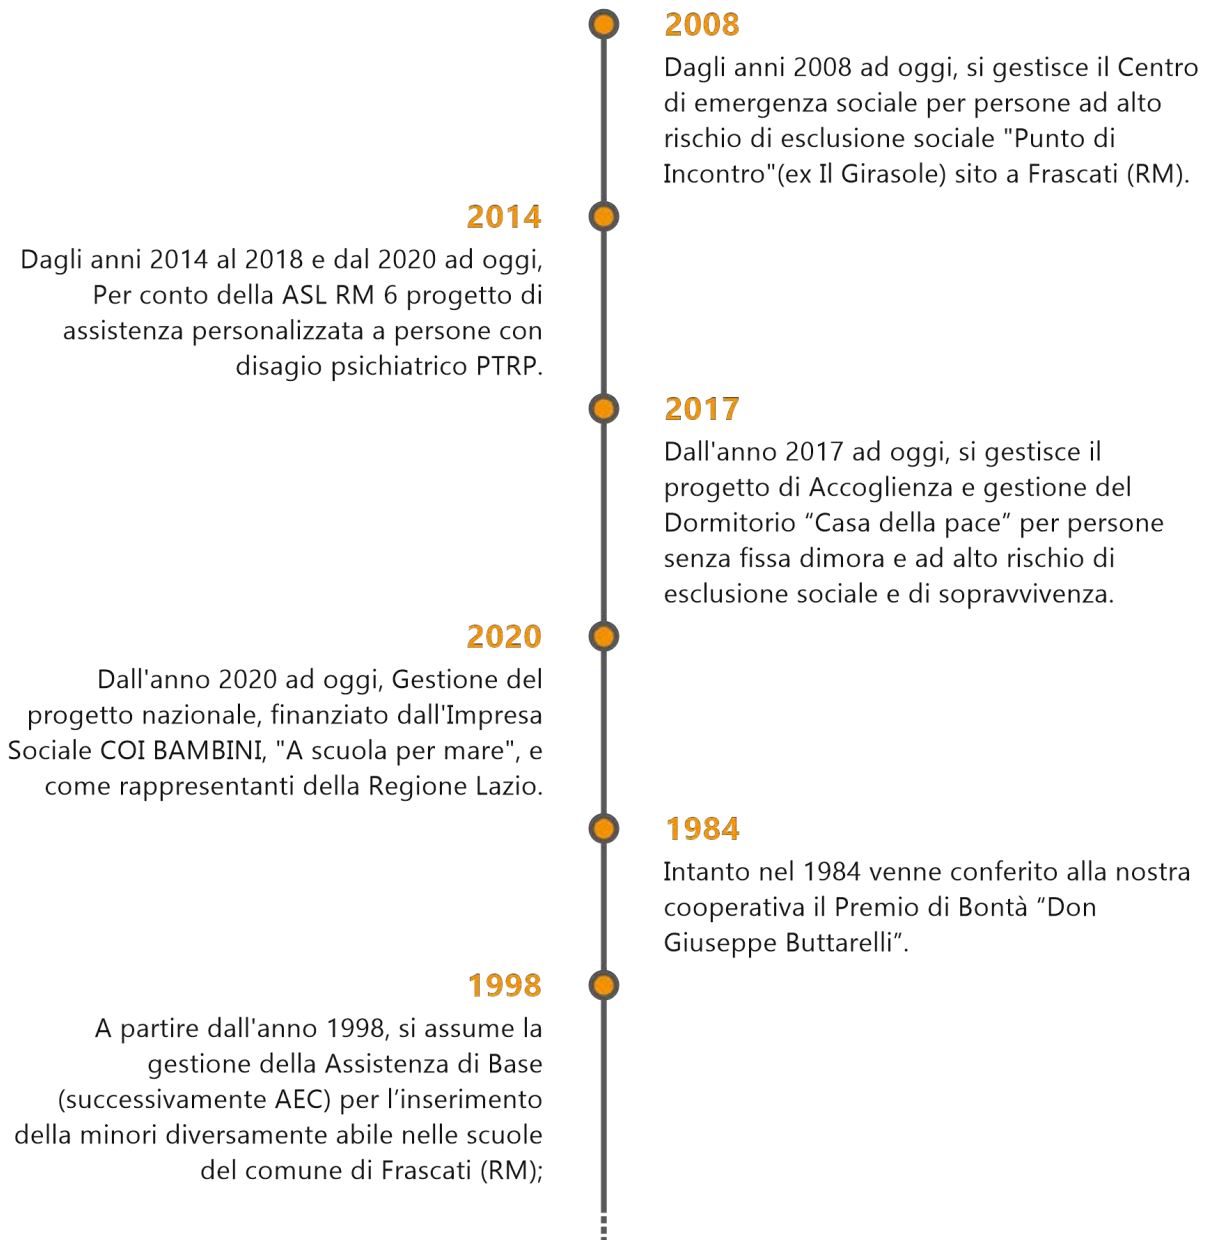 2008
Dagli anni 2008 ad oggi, si gestisce il Centro
di emergenza sociale per persone ad alto
rischio di esclusione sociale "Punto di
Incontro"(ex Il Girasole) sito a Frascati (RM).
2014
Dagli anni 2014 al 2018 e dal 2020 ad oggi,
Per conto della ASL RM 6 progetto di
assistenza personalizzata a persone con
disagio psichiatrico PTRP.
2017
Dall'anno 2017 ad oggi, si gestisce il
progetto di Accoglienza e gestione del
Dormitorio “Casa della pace” per persone
senza fissa dimora e ad alto rischio di
esclusione sociale e di sopravvivenza.
2020
Dall'anno 2020 ad oggi, Gestione del
progetto nazionale, finanziato dall'Impresa
Sociale COI BAMBINI, "A scuola per mare", e
come rappresentanti della Regione Lazio.
1984
Intanto nel 1984 venne conferito alla nostra
cooperativa il Premio di Bontà “Don
Giuseppe Buttarelli”.
1998
A partire dall'anno 1998, si assume la
gestione della Assistenza di Base
(successivamente AEC) per l’inserimento
della minori diversamente abile nelle scuole
del comune di Frascati (RM);